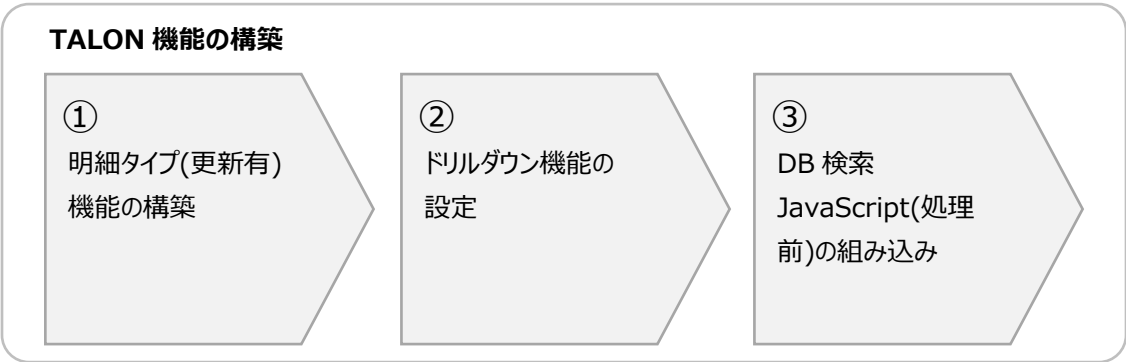 TALON 機能の構築
①
明細タイプ(更新有)
機能の構築
②
ドリルダウン機能の
設定
③
DB 検索
JavaScript(処理
前)の組み込み